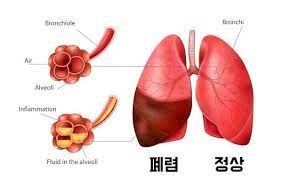 Bronchiole
Bronchi
Air
Alveoli
Inflammation
Fluid in the alveoli
폐렴
정상